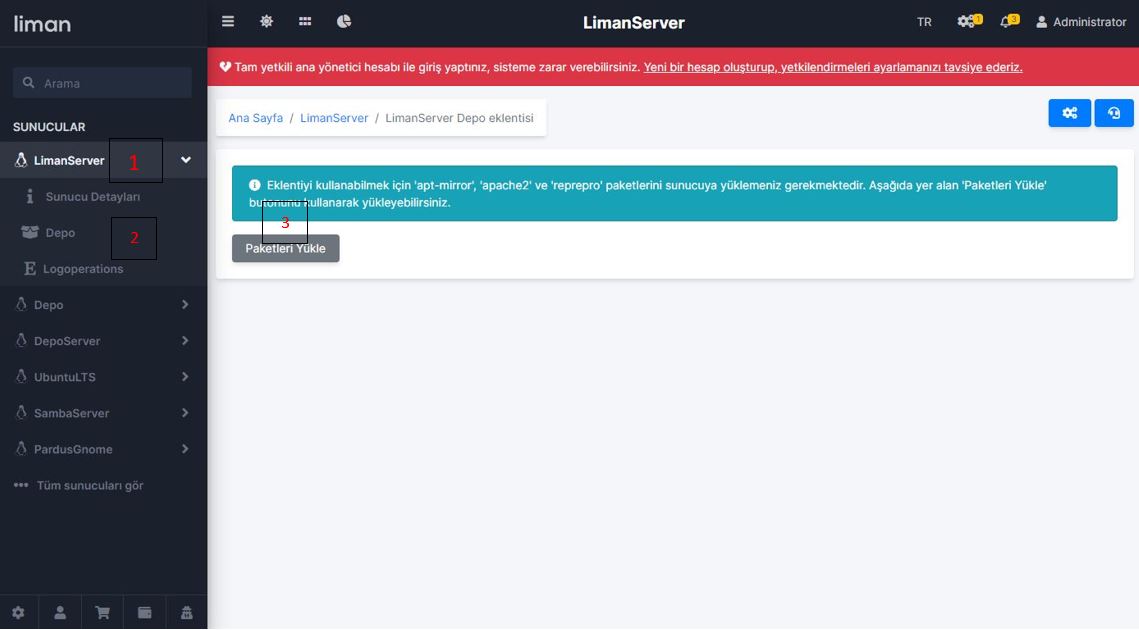 liman
LimanServer
TR
1
3
Administrator
Tam yetkili ana yönetici hesabı ile giriş yaptınız, sisteme zarar verebilirsiniz. Yeni bir hesap oluşturup, yetkilendirmeleri ayarlamanızı tavsiye ederiz.
Arama
SUNUCULAR
LimanServer
1
Sunucu Detayları
Depo
2
Logoperations
Depo
DepoServer
UbuntuLTS
SambaServer
PardusGnome
Tüm sunucuları gör
Ana Sayfa / LimanServer / LimanServer Depo eklentisi
Eklentiyi kullanabilmek için 'apt-mirror', 'apache2' ve 'reprepro' paketlerini sunucuya yüklemeniz gerekmektedir. Aşağıda yer alan 'Paketleri Yükle'
butonunu kullanarak yükleyebilirsiniz.
3
Paketleri Yükle